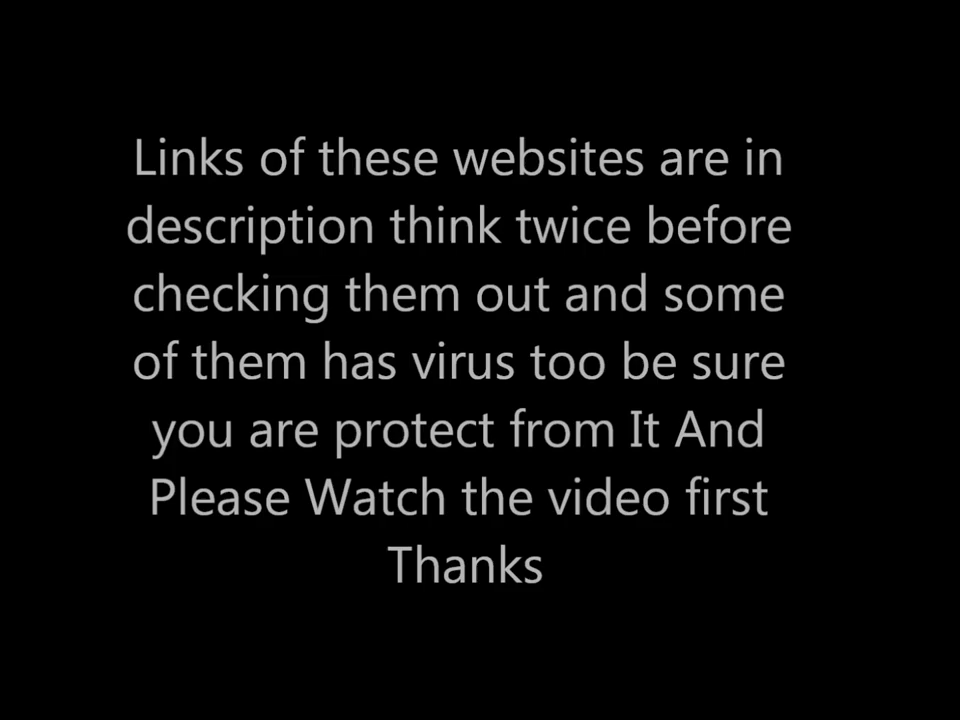 Links of these websites are in
description think twice before
checking them out and some
of them has virus too be sure
you are protect from It And
Please Watch the video first
Thanks